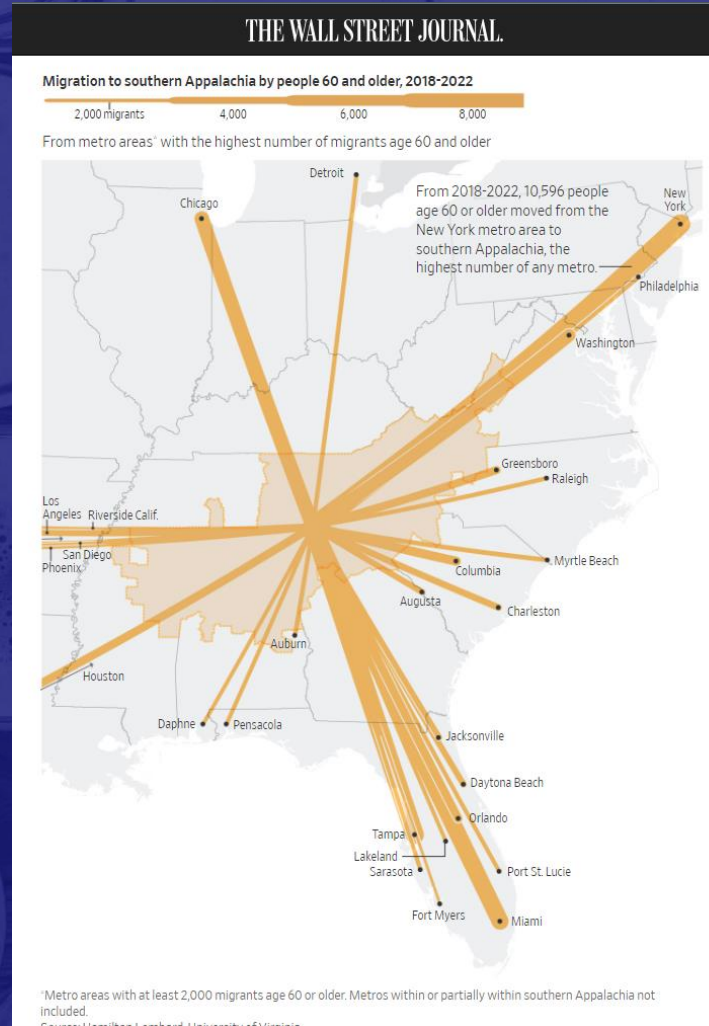 THE WALL STREET JOURNAL.
Migration to southern Appalachia by people 60 and older, 2018-2022
2,000 migrants
4,000
6,000
8,000
From metro areas* with the highest number of migrants age 60 and older
Detroit
Chicago
From 2018-2022, 10,596 people
age 60 or older moved from the
New York metro area to
southern Appalachia, the
highest number of any metro.
New
York
Philadelphia
Washington
Greensboro
Raleigh
Los
Angeles
Riverside Calif.
San Diego
Phoenix
Myrtle Beach
Columbia
Augusta
Charleston
Auburn
Houston
Daphne
Pensacola
Jacksonville
Daytona Beach
Orlando
Tampa
Lakeland
Sarasota
Port St. Lucie
Fort Myers
Miami
*Metro areas with at least 2,000 migrants age 60 or older. Metros within or partially within southern Appalachia not
included.
Source: Hamilton Lombard, University of Virginia